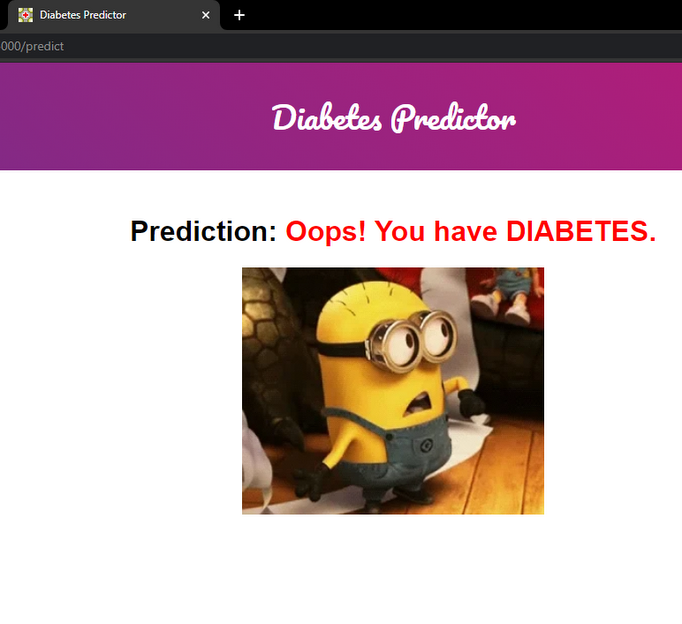 Diabetes Predictor
000/predict
Diabetes Predictor
Prediction: Oops! You have DIABETES.